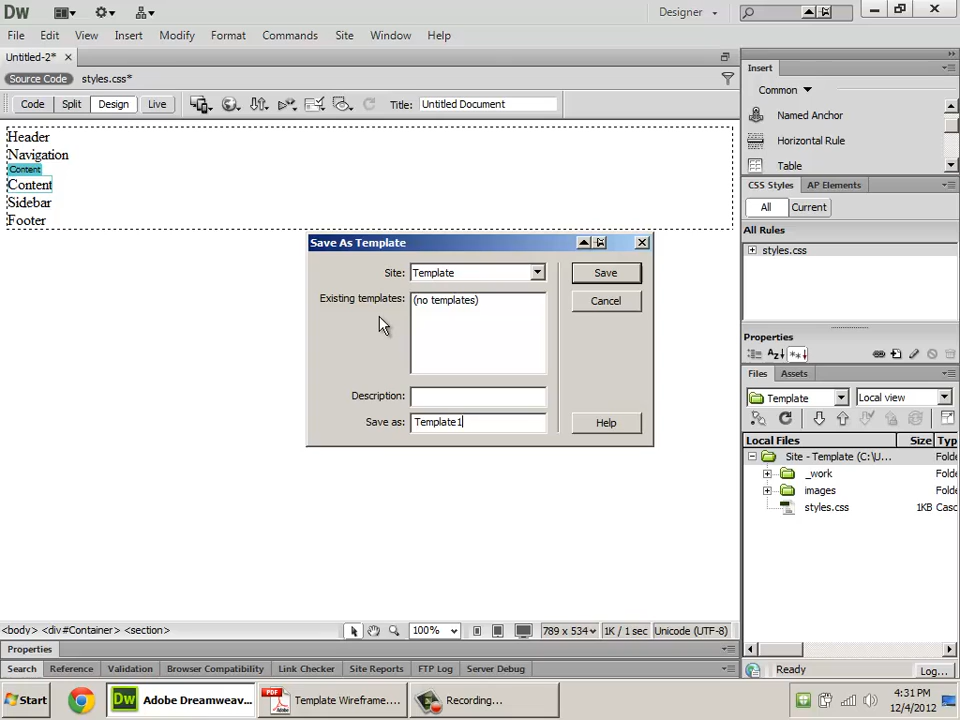 Dw
Designer
File Edit View Insert Modify Format Commands Site Window Help
Untitled-2*
Source Code styles.css*
Code Split Design Live Title: Untitled Document
Header
Navigation
Content
Content
Sidebar
Footer
Save As Template
Site: Template Save
Existing templates: (no templates) Cancel
Description:
Save as: Template1 Help
Insert
Common
Named Anchor
Horizontal Rule
Table
CSS Styles AP Elements
All Current
All Rules
styles.css
Properties
Files Assets
Template Local view
Local Files Size Typ
Site - Template (C:\U... Folde
_work Folde
images Folde
styles.css 1KB Casc
Ready Log...
<body> <div#Container> <section> 100% 789 x 534 1K / 1 sec Unicode (UTF-8)
Properties
Search Reference Validation Browser Compatibility Link Checker Site Reports FTP Log Server Debug
Start Dw Adobe Dreamweav... PDF Template Wireframe.... Recording...
4:31 PM
12/4/2012